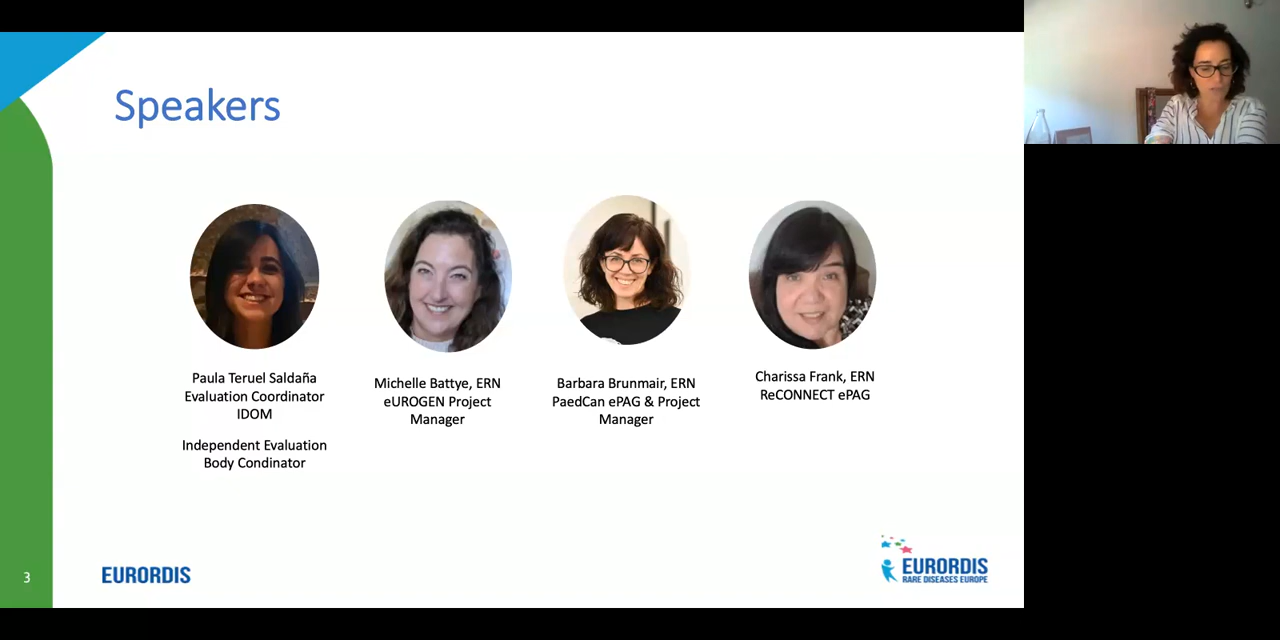 Speakers
Paula Teruel Saldaña
Evaluation Coordinator
IDOM
Independent Evaluation
Body Condinator
Michelle Battye, ERN
eUROGEN Project
Manager
Barbara Brunmair, ERN
PaedCan ePAG & Project
Manager
Charissa Frank, ERN
ReCONNECT ePAG
3
EURORDIS
EURORDIS
RARE DISEASES EUROPE